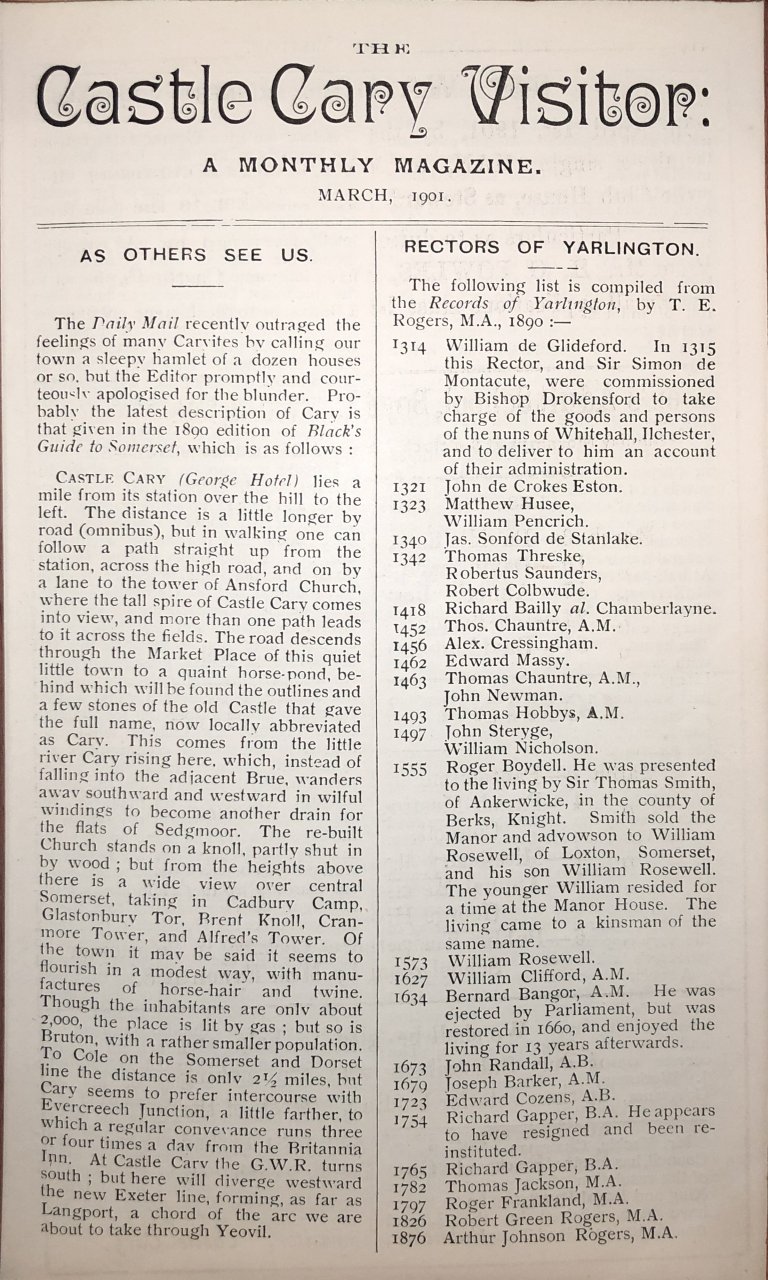 THE
Castle Cary Visitor:
A MONTHLY MAGAZINE.
MARCH, 1901.
AS OTHERS SEE US.
The Daily Mail recently outraged the
feelings of many Caryites by calling our
town a sleepy hamlet of a dozen houses
or so, but the Editor promptly and cour-
teously apologised for the blunder. Pro-
bably the latest description of Cary is
that given in the 1890 edition of Black's
Guide to Somerset, which is as follows :
CASTLE CARY (George Hotel) lies a
mile from its station over the hill to the
left. The distance is a little longer by
road (omnibus), but in walking one can
follow a path straight up from the
station, across the high road, and on by
a lane to the tower of Ansford Church,
where the tall spire of Castle Cary comes
into view, and more than one path leads
to it across the fields. The road descends
through the Market Place of this quiet
little town to a quaint horse-pond, be-
hind which will be found the outlines and
a few stones of the old Castle that gave
the full name, now locally abbreviated
as Cary. This comes from the little
river Cary rising here, which, instead of
falling into the adjacent Brue, wanders
away southward and westward in wilful
windings to become another drain for
the flats of Sedgmoor. The re-built
Church stands on a knoll, partly shut in
by wood ; but from the heights above
there is a wide view over central
Somerset, taking in Cadbury Camp,
Glastonbury Tor, Brent Knoll, Cran-
more Tower, and Alfred's Tower. Of
the town it may be said it seems to
flourish in a modest way, with manu-
factures of horse-hair and twine.
Though the inhabitants are only about
2,000, the place is lit by gas ; but so is
Bruton, with a rather smaller population.
To Cole on the Somerset and Dorset
line the distance is only 2½ miles, but
Cary seems to prefer intercourse with
Evercreech Junction, a little farther, to
which a regular conveyance runs three
or four times a day from the Britannia
Inn. At Castle Cary the G.W.R. turns
south ; but here will diverge westward
the new Exeter line, forming, as far as
Langport, a chord of the arc we are
about to take through Yeovil.
RECTORS OF YARLINGTON.
The following list is compiled from
the Records of Yarlington, by T. E.
Rogers, M.A., 1890 :—
1314 William de Glideford. In 1315
this Rector, and Sir Simon de
Montacute, were commissioned
by Bishop Drokensford to take
charge of the goods and persons
of the nuns of Whitehall, Ilchester,
and to deliver to him an account
of their administration.
1321 John de Crokes Eston.
1323 Matthew Husee,
William Pencrich.
1340 Jas. Sonford de Stanlake.
1342 Thomas Threske,
Robertus Saunders,
Robert Colbwude.
1418 Richard Bailly al. Chamberlayne.
1452 Thos. Chauntre, A.M.
1456 Alex. Cressingham.
1462 Edward Massy.
1463 Thomas Chauntre, A.M.,
John Newman.
1493 Thomas Hobbys, A.M.
1497 John Steryge,
William Nicholson.
1555 Roger Boydell. He was presented
to the living by Sir Thomas Smith,
of Ankerwicke, in the county of
Berks, Knight. Smith sold the
Manor and advowson to William
Rosewell, of Loxton, Somerset,
and his son William Rosewell.
The younger William resided for
a time at the Manor House. The
living came to a kinsman of the
same name.
1573 William Rosewell.
1627 William Clifford, A.M.
1634 Bernard Bangor, A.M. He was
ejected by Parliament, but was
restored in 1660, and enjoyed the
living for 13 years afterwards.
1673 John Randall, A.B.
1679 Joseph Barker, A.M.
1723 Edward Cozens, A.B.
1754 Richard Gapper, B.A. He appears
to have resigned and been re-
instituted.
1765 Richard Gapper, B.A.
1782 Thomas Jackson, M.A.
1797 Roger Frankland, M.A.
1826 Robert Green Rogers, M.A.
1876 Arthur Johnson Rogers, M.A.